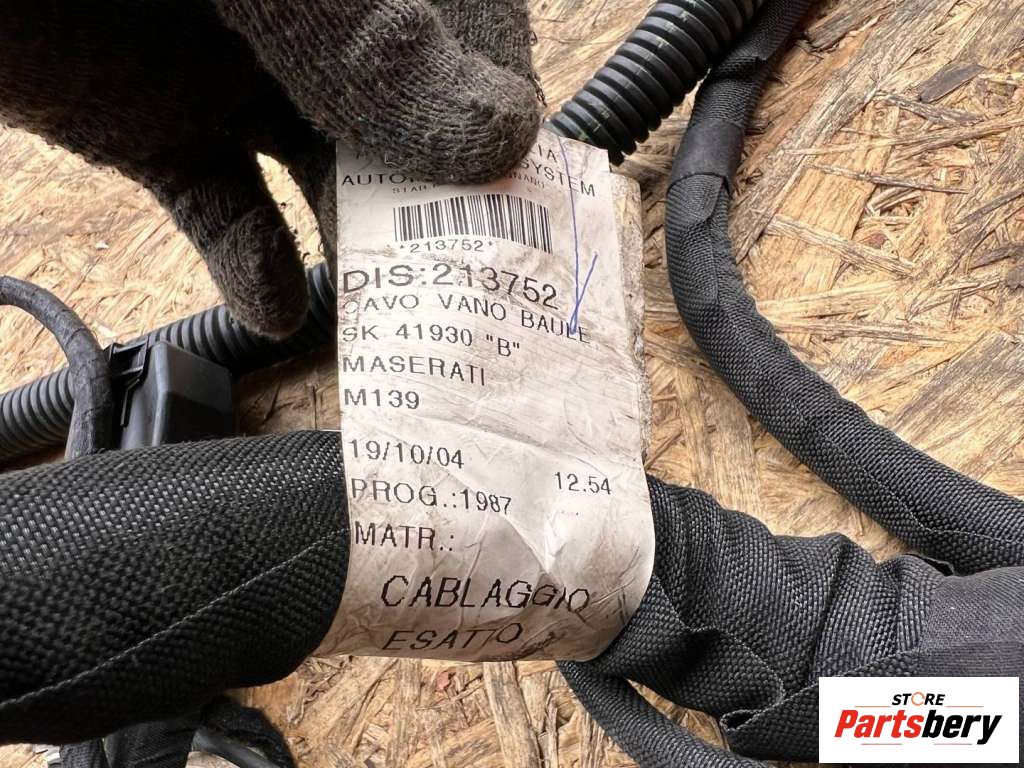 SYSTEM
*213752*
DIS:213752
CAVO VANO BAULE
SK 41930 "B"
MASERATI
M139
19/10/04 12.54
PROG.:1987
MATR.:
CABLAGGIO
ESATTO
STORE
Partsbery